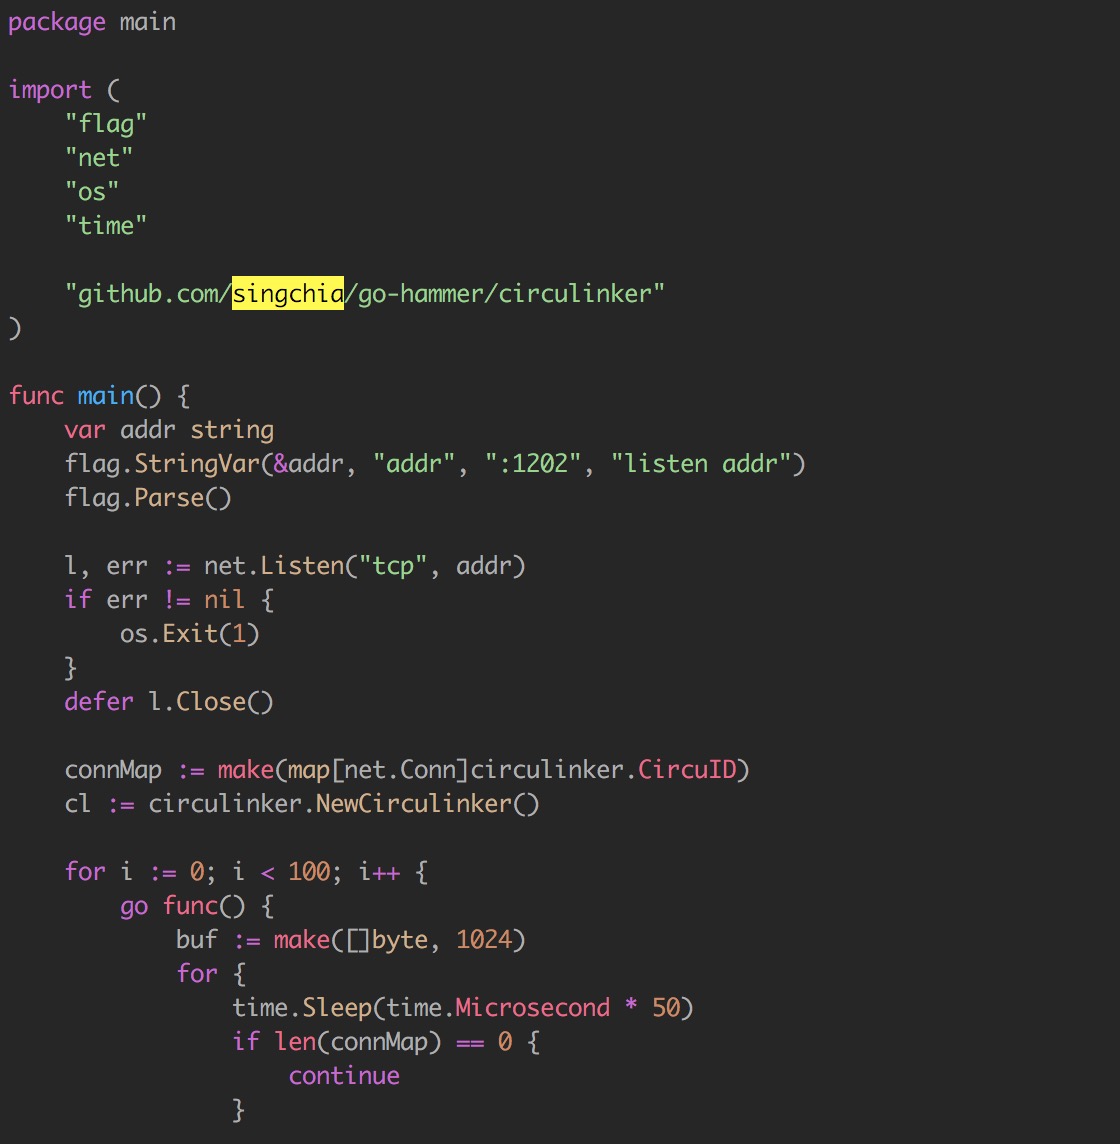 package main
import (
"flag"
"net"
"os"
"time"
"github.com/singchia/go-hammer/circulinker"
)
func main() {
var addr string
flag.StringVar(&addr, "addr", ":1202", "listen addr")
flag.Parse()
l, err := net.Listen("tcp", addr)
if err != nil {
os.Exit(1)
}
defer l.Close()
connMap := make(map[net.Conn]circulinker.CircuID)
cl := circulinker.NewCirculinker()
for i := 0; i < 100; i++ {
go func() {
buf := make([]byte, 1024)
for {
time.Sleep(time.Microsecond * 50)
if len(connMap) == 0 {
continue
}